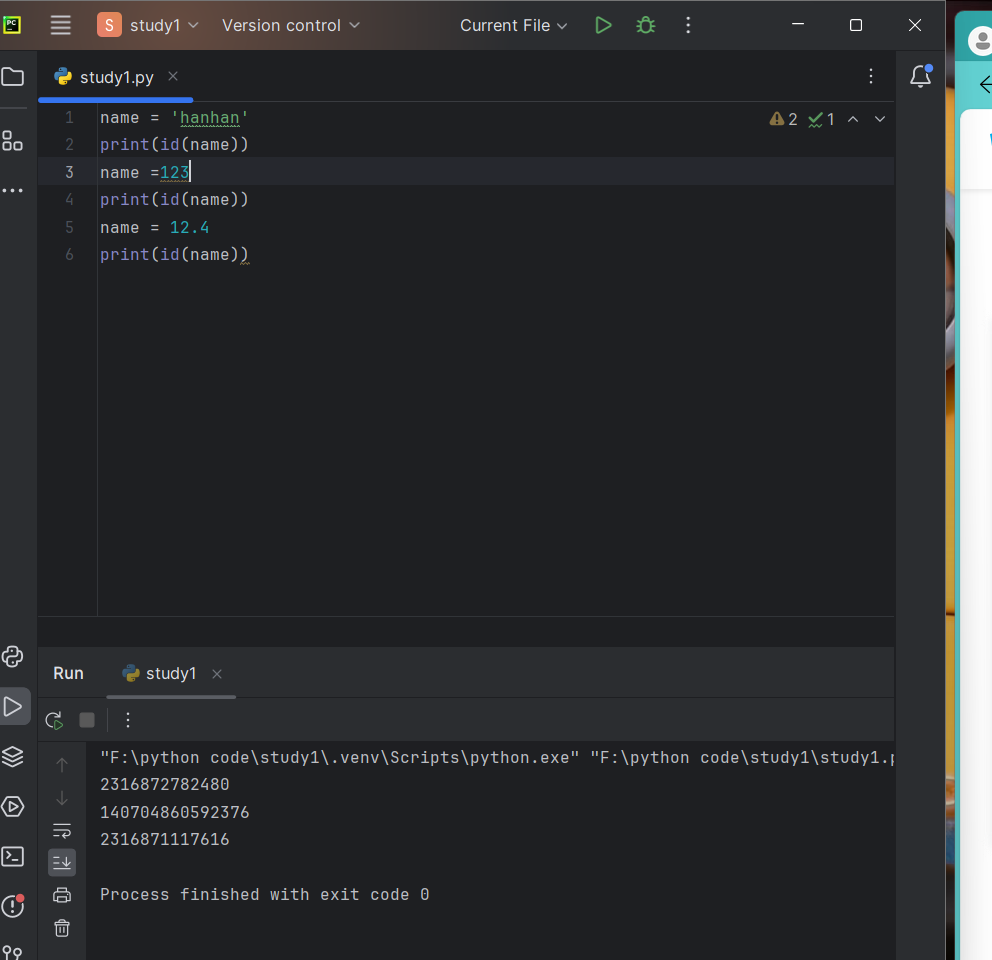 PC S study1 Version control Current File
study1.py
1 name = 'hanhan' 2 1
2 print(id(name))
3 name =123
4 print(id(name))
5 name = 12.4
6 print(id(name))
Run study1
"F:\python code\study1\.venv\Scripts\python.exe" "F:\python code\study1\study1.p
2316872782480
140704860592376
2316871117616
Process finished with exit code 0